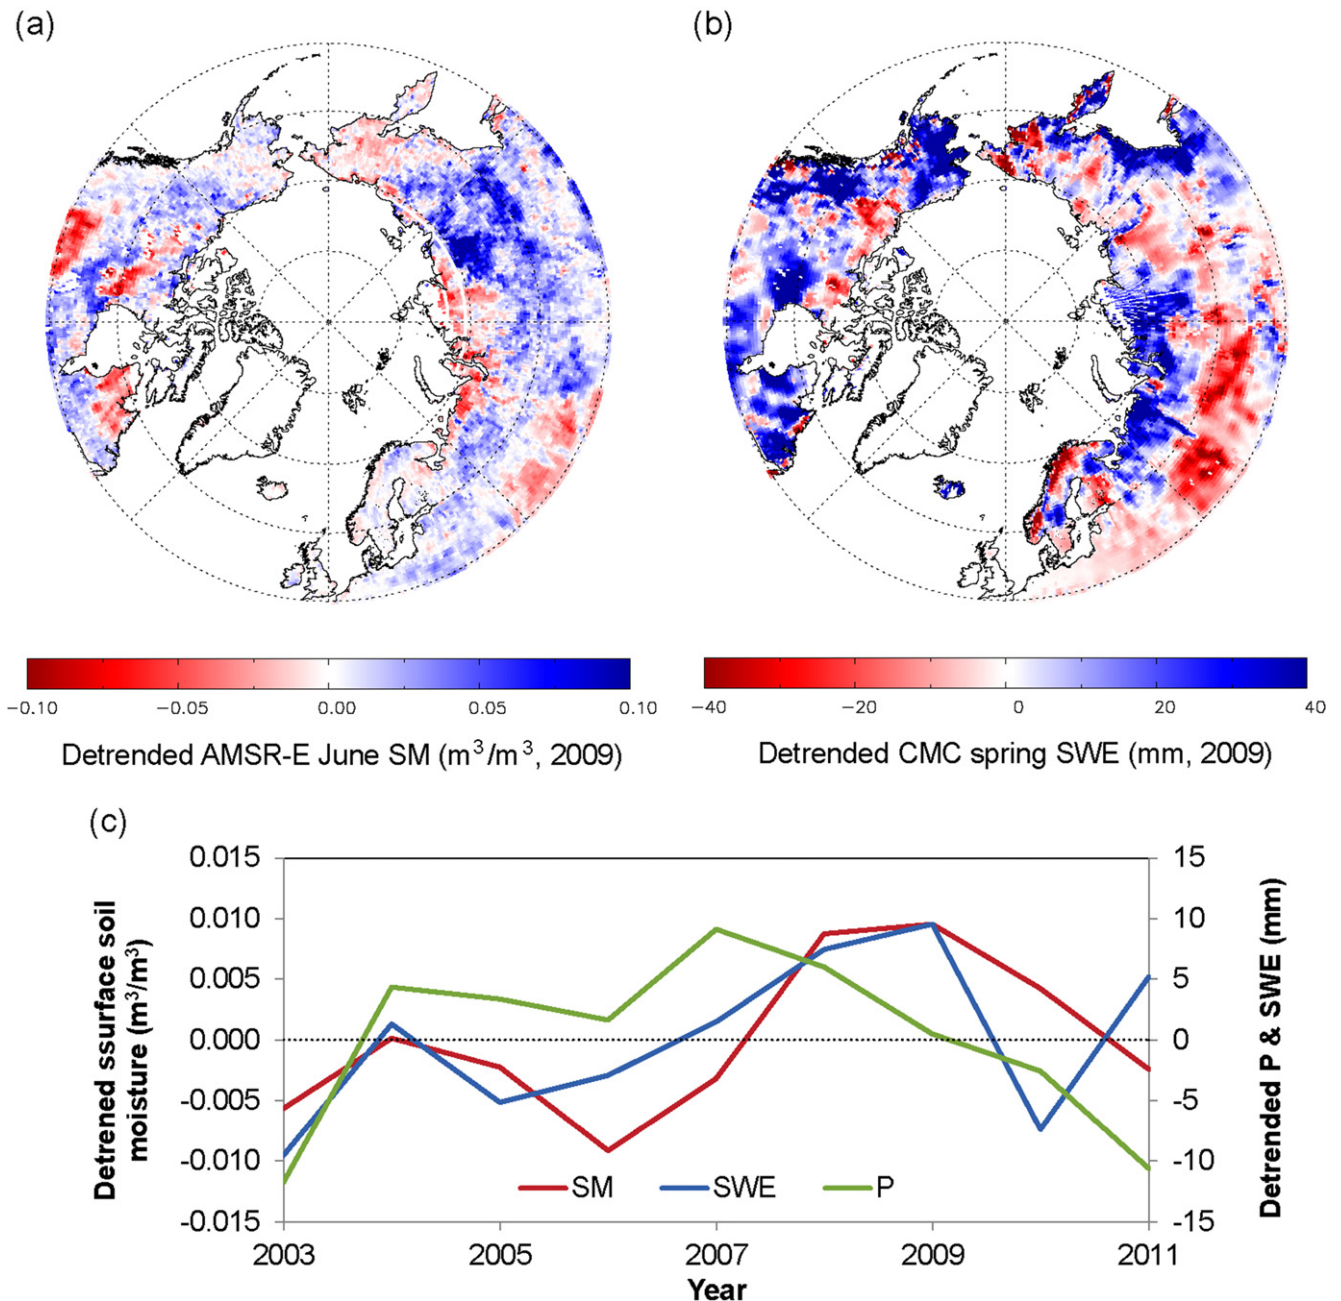 (a)
(b)
−0.10 −0.05 0.00 0.05 0.10
−40 −20 0 20 40
Detrended AMSR-E June SM (m³/m³, 2009)
Detrended CMC spring SWE (mm, 2009)
(c)
Detrened ssurface soil
moisture (m³/m³)
0.015
0.010
0.005
0.000
-0.005
-0.010
-0.015
15
10
5
0
-5
-10
-15
Detrended P & SWE (mm)
SM SWE P
2003 2005 2007 2009 2011
Year